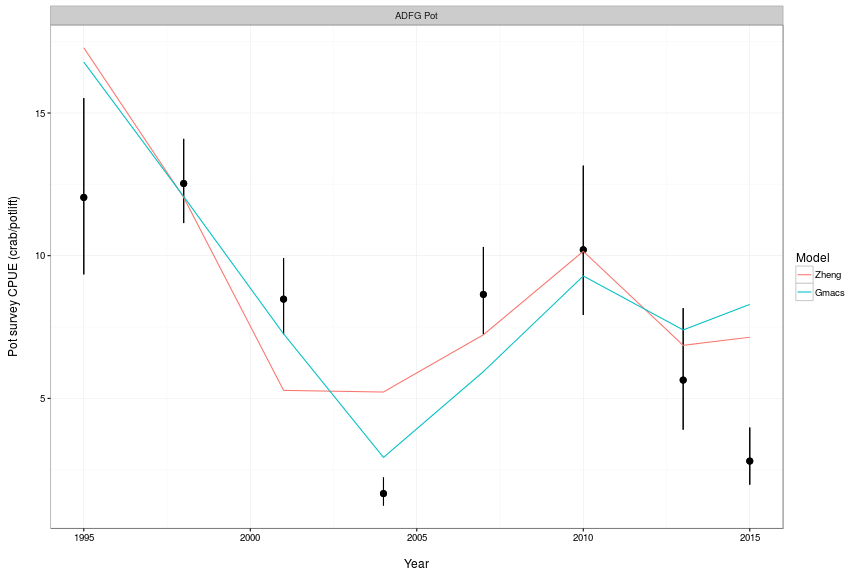 ADFG Pot
Pot survey CPUE (crab/potlift)
15
10
5
1995
2000
2005
2010
2015
Year
Model
Zheng
Gmacs